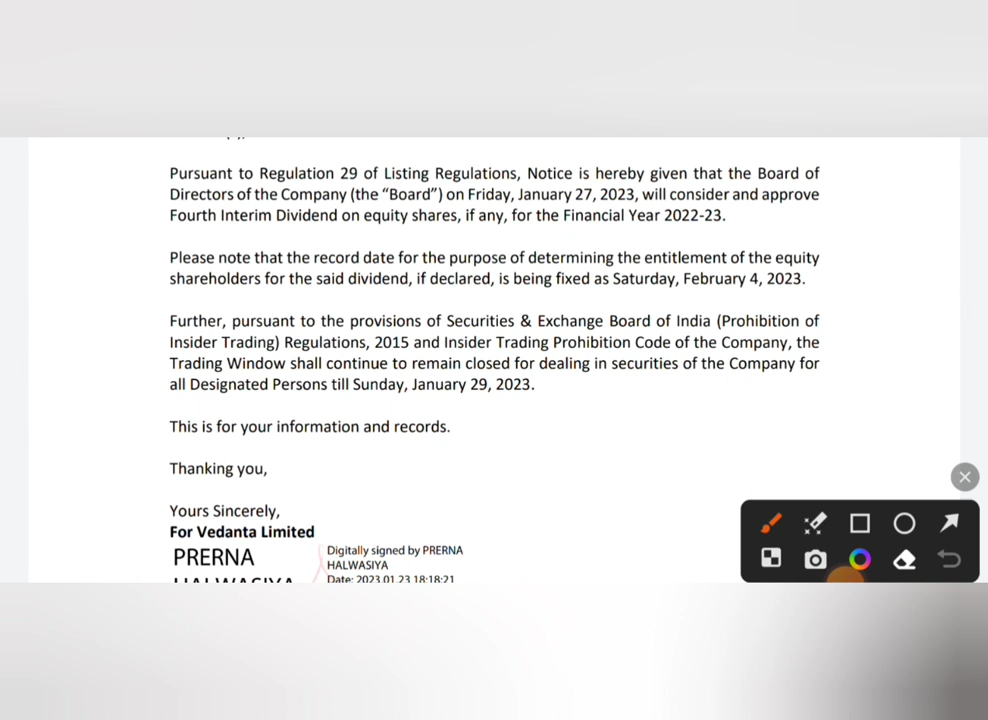 Pursuant to Regulation 29 of Listing Regulations, Notice is hereby given that the Board of
Directors of the Company (the “Board”) on Friday, January 27, 2023, will consider and approve
Fourth Interim Dividend on equity shares, if any, for the Financial Year 2022-23.
Please note that the record date for the purpose of determining the entitlement of the equity
shareholders for the said dividend, if declared, is being fixed as Saturday, February 4, 2023.
Further, pursuant to the provisions of Securities & Exchange Board of India (Prohibition of
Insider Trading) Regulations, 2015 and Insider Trading Prohibition Code of the Company, the
Trading Window shall continue to remain closed for dealing in securities of the Company for
all Designated Persons till Sunday, January 29, 2023.
This is for your information and records.
Thanking you,
Yours Sincerely,
For Vedanta Limited
PRERNA
Digitally signed by PRERNA
HALWASIYA
Date: 2023.01.23 18:18:21